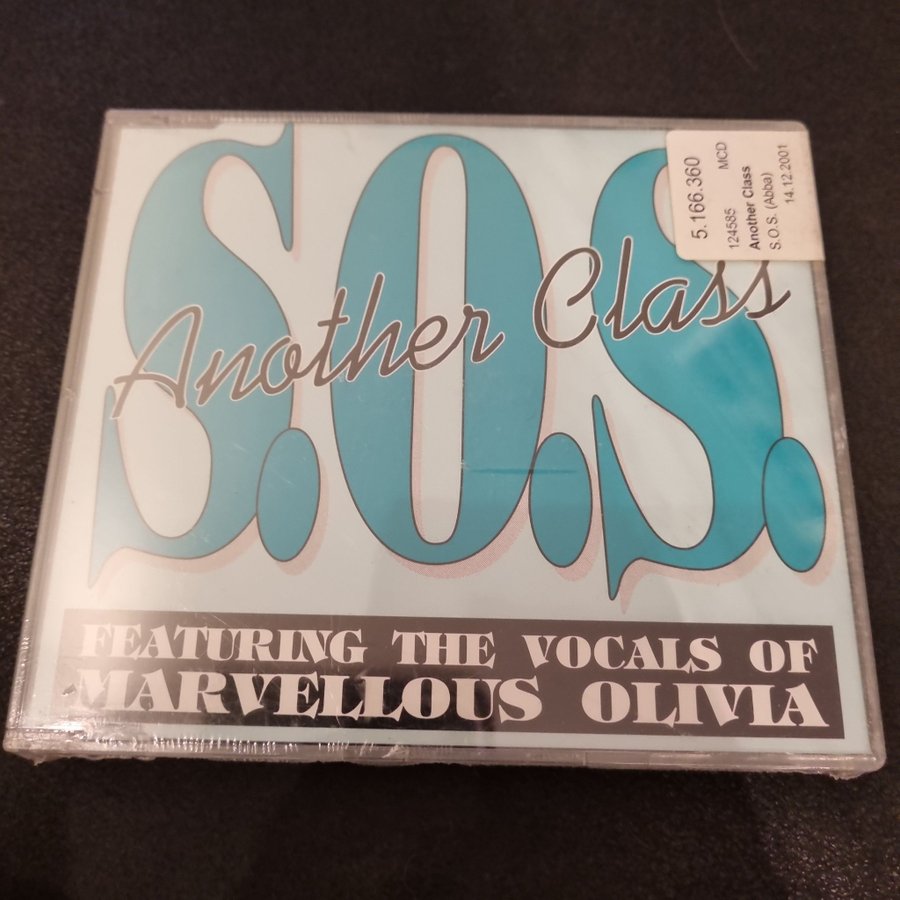 S.O.S.
Another Class
FEATURING THE VOCALS OF
MARVELLOUS OLIVIA
5.166.360
MCD
124585
Another Class
S.O.S. (Abba)
14.12.2001